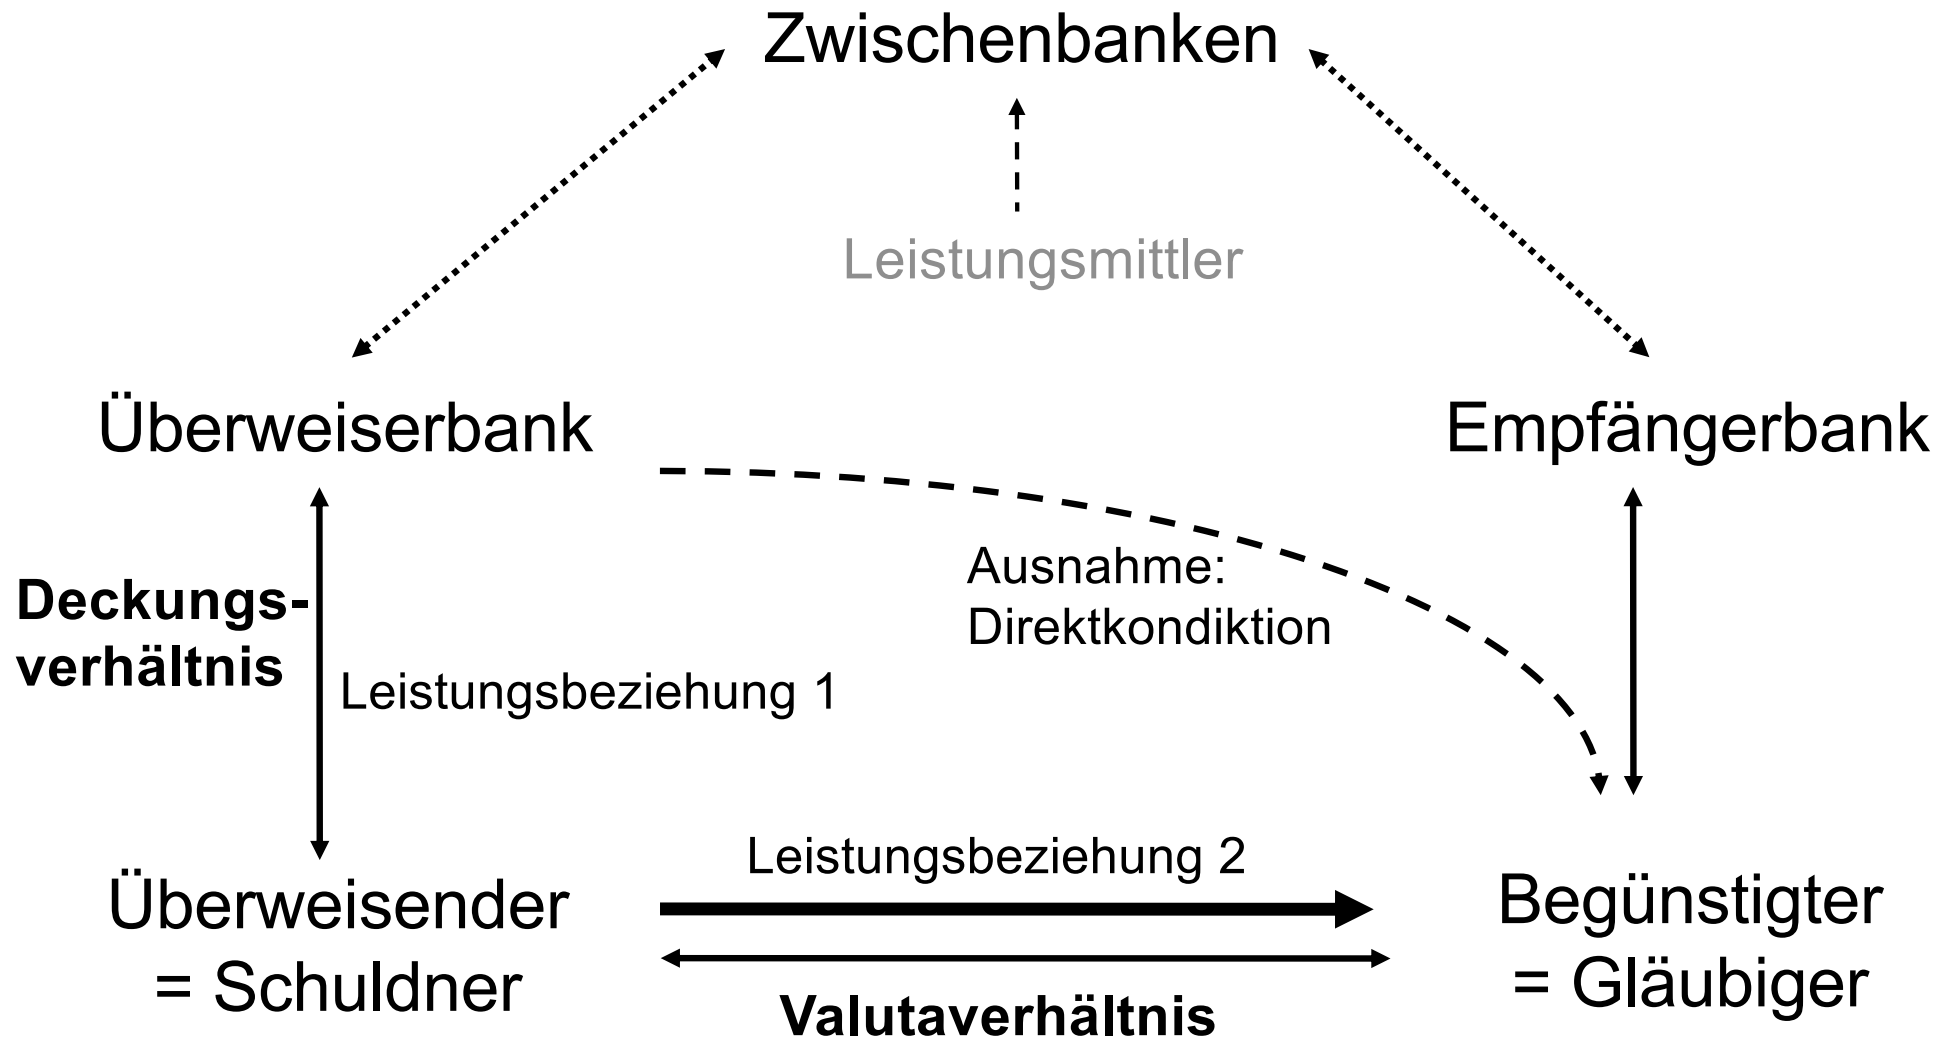 Zwischenbanken
Leistungsmittler
Überweiserbank
Empfängerbank
Ausnahme:
Direktkondiktion
Deckungs-
verhältnis
Leistungsbeziehung 1
Leistungsbeziehung 2
Überweisender
= Schuldner
Begünstigter
= Gläubiger
Valutaverhältnis